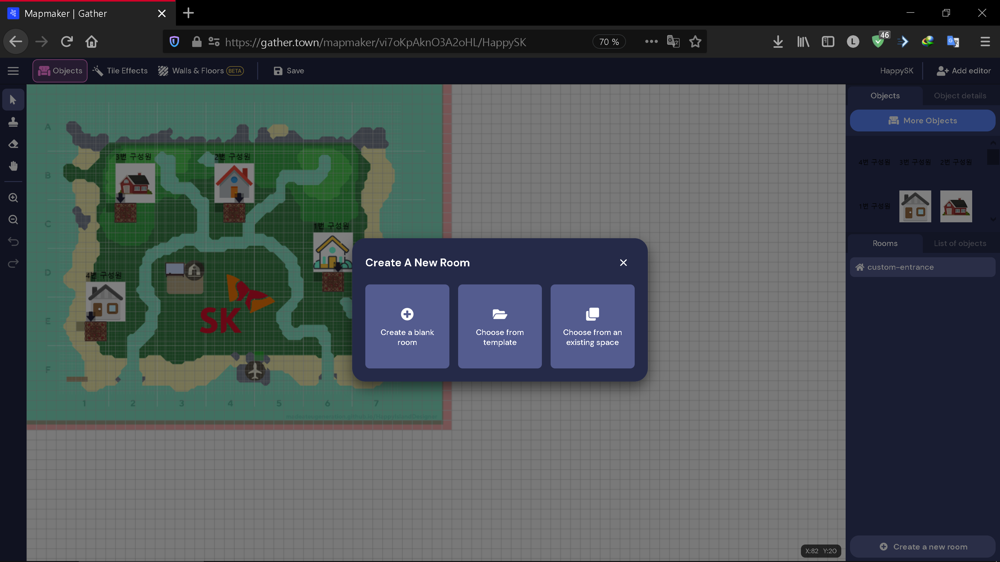 Mapmaker | Gather
https://gather.town/mapmaker/vi7oKpAknO3A2oHL/HappySK
70 %
L
46
Objects
Tile Effects
Walls & Floors BETA
Save
HappySK
Add editor
Objects
Object details
More Objects
4번 구성원
3번 구성원
2번 구성원
1번 구성원
Rooms
List of objects
custom-entrance
Create a new room
A
B
C
D
E
F
3번 구성원
2번 구성원
1번 구성원
4번 구성원
SK
1 2 3 4 5 6 7
Create A New Room
Create a blank
room
Choose from
template
Choose from an
existing space
X:82 Y:20